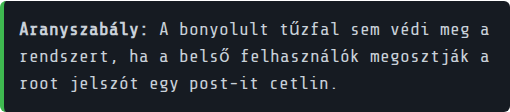 Aranyszabály: A bonyolult tűzfal sem védi meg a
rendszert, ha a belső felhasználók megosztják a
root jelszót egy post-it cetlin.